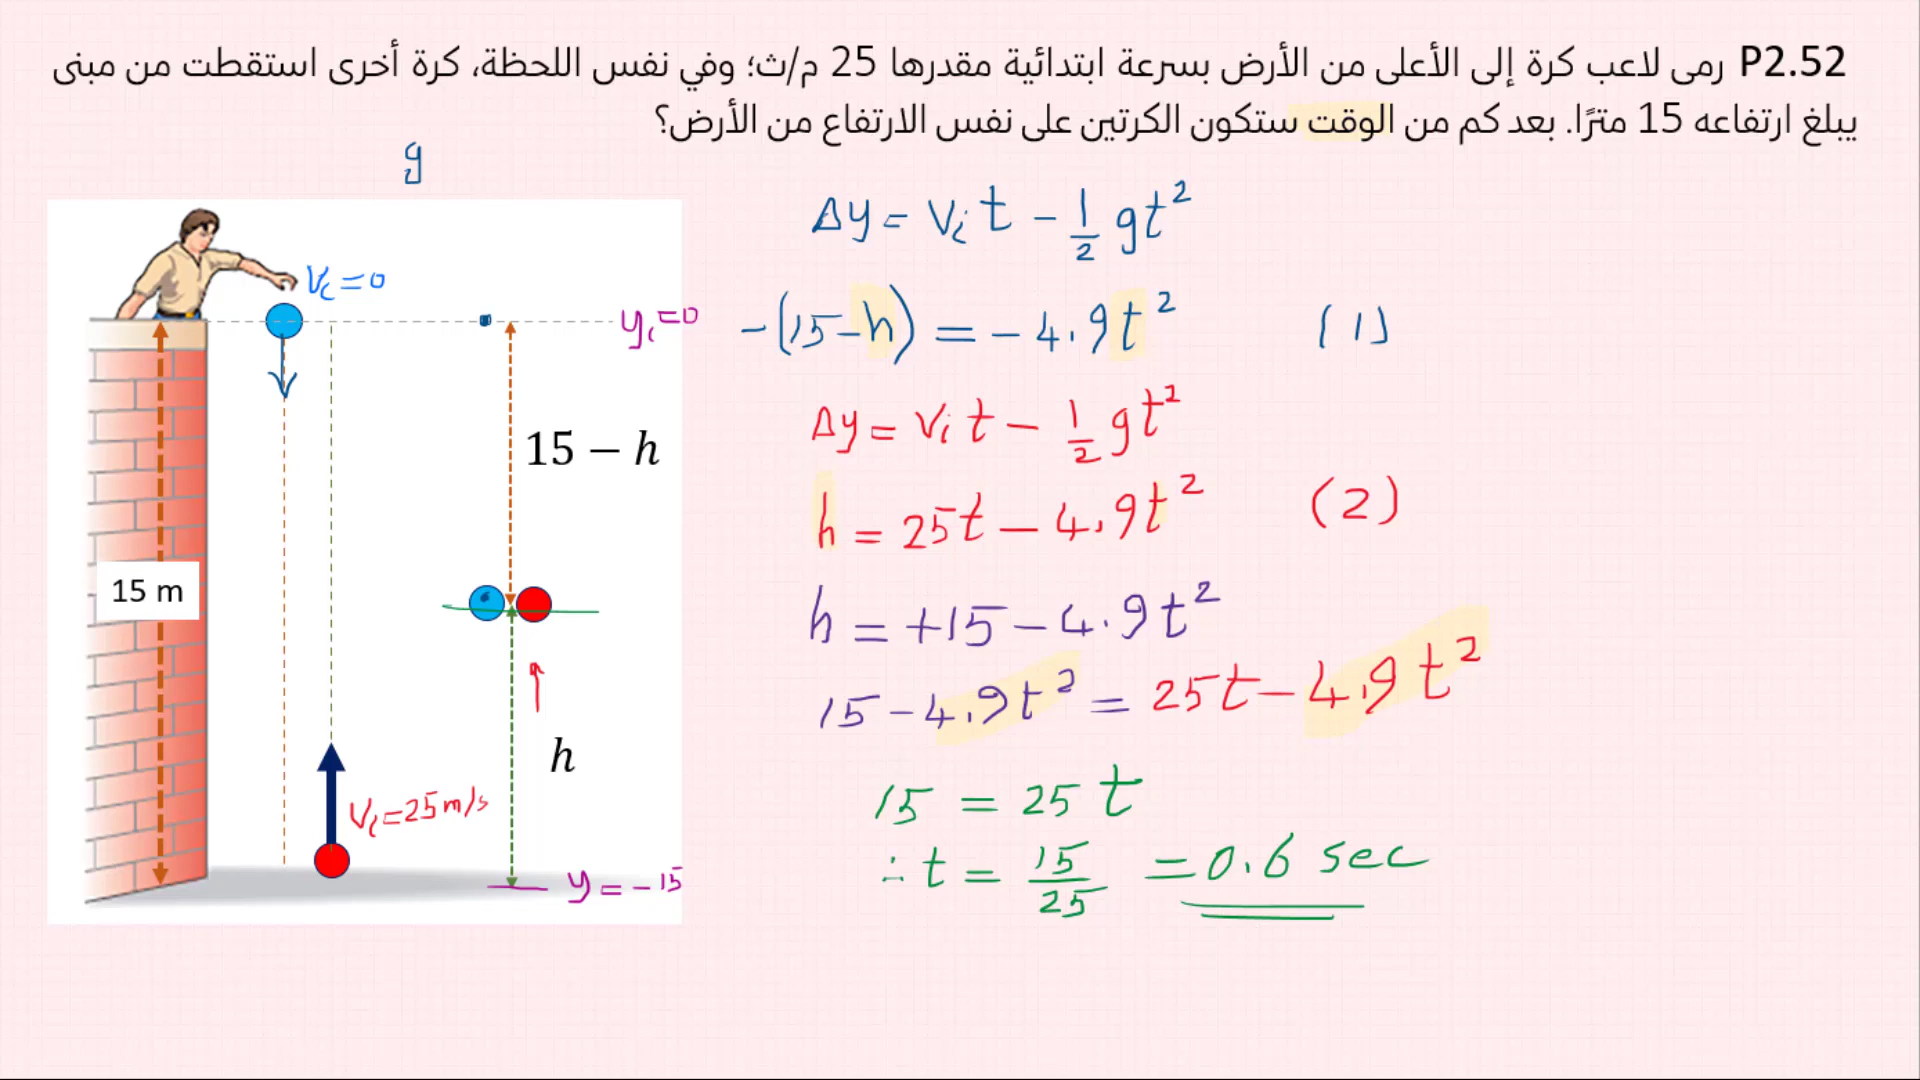 P2.52 رمى لاعب كرة إلى الأعلى من الأرض بسرعة ابتدائية مقدرها 25 م/ث؛ وفي نفس اللحظة، كرة أخرى استقطت من مبنى
يبلغ ارتفاعه 15 مترًا. بعد كم من الوقت ستكون الكرتين على نفس الارتفاع من الأرض؟
g
Vᵢ = 0
yᵢ = 0
15 − h
15 m
h
Vᵢ = 25 m/s
y = −15
Δy = Vᵢ t − 1/2 gt²
−(15−h) = −4.9t² (1)
Δy = Vᵢ t − 1/2 gt²
h = 25t − 4.9t² (2)
h = +15 − 4.9t²
15 − 4.9t² = 25t − 4.9t²
15 = 25 t
∴ t = 15/25 = 0.6 sec